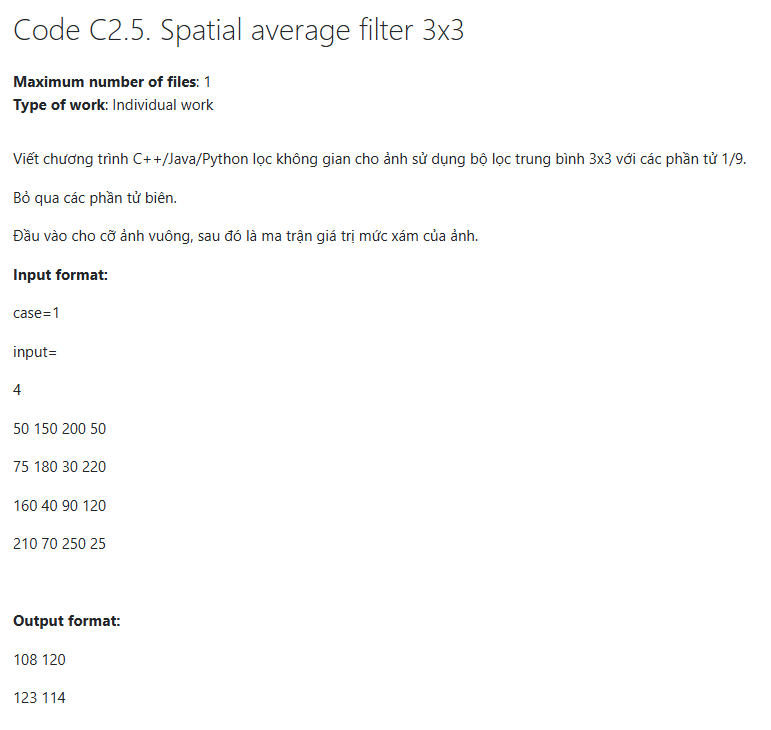 Code C2.5. Spatial average filter 3x3
Maximum number of files: 1
Type of work: Individual work
Viết chương trình C++/Java/Python lọc không gian cho ảnh sử dụng bộ lọc trung bình 3x3 với các phần tử 1/9.
Bỏ qua các phần tử biên.
Đầu vào cho cỡ ảnh vuông, sau đó là ma trận giá trị mức xám của ảnh.
Input format:
case=1
input=
4
50 150 200 50
75 180 30 220
160 40 90 120
210 70 250 25
Output format:
108 120
123 114